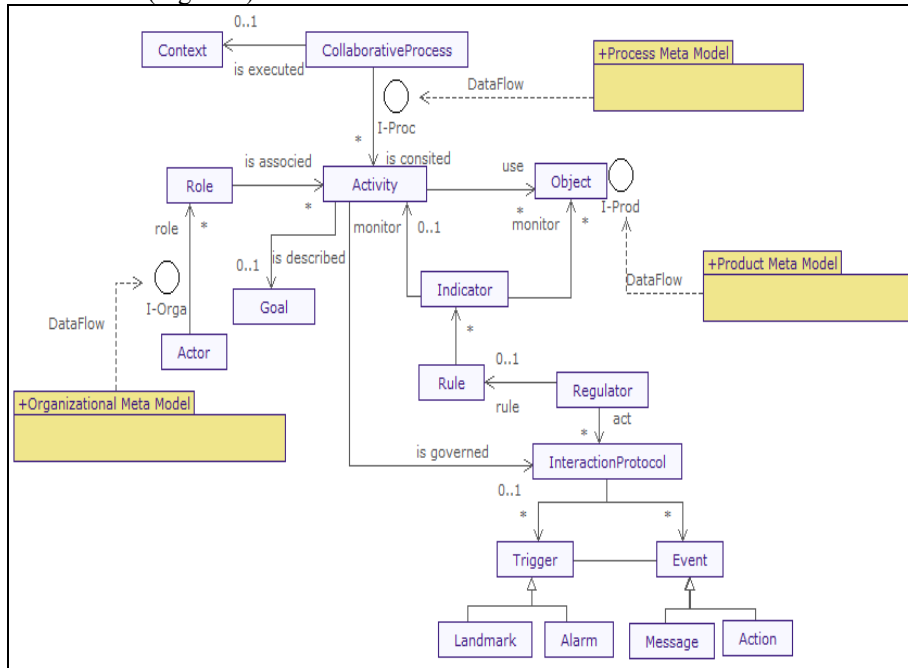 0..1
Context
CollaborativeProcess
is executed
+Process Meta Model
DataFlow
I-Proc
*
is consited
is associed
use
Role
Activity
Object
*
*
*
I-Prod
role
*
monitor
0..1
monitor
is described
0..1
+Product Meta Model
DataFlow
I-Orga
Goal
Indicator
DataFlow
*
0..1
Actor
Rule
Regulator
rule
act
+Organizational Meta Model
*
is governed
InteractionProtocol
0..1
*
*
Trigger
Event
Landmark
Alarm
Message
Action